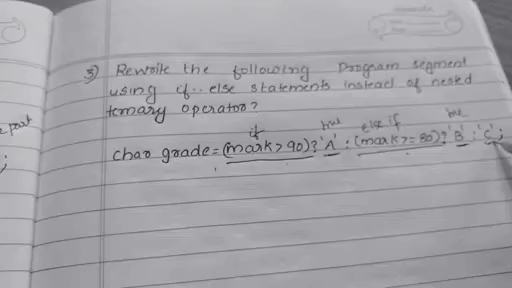 3) Rewrite the following Program segment
using if..else statements instead of nested
ternary operator?
if true else if true
char grade = (mark > 90) ? 'A' : (mark >= 80) ? 'B' : 'C';
part
;